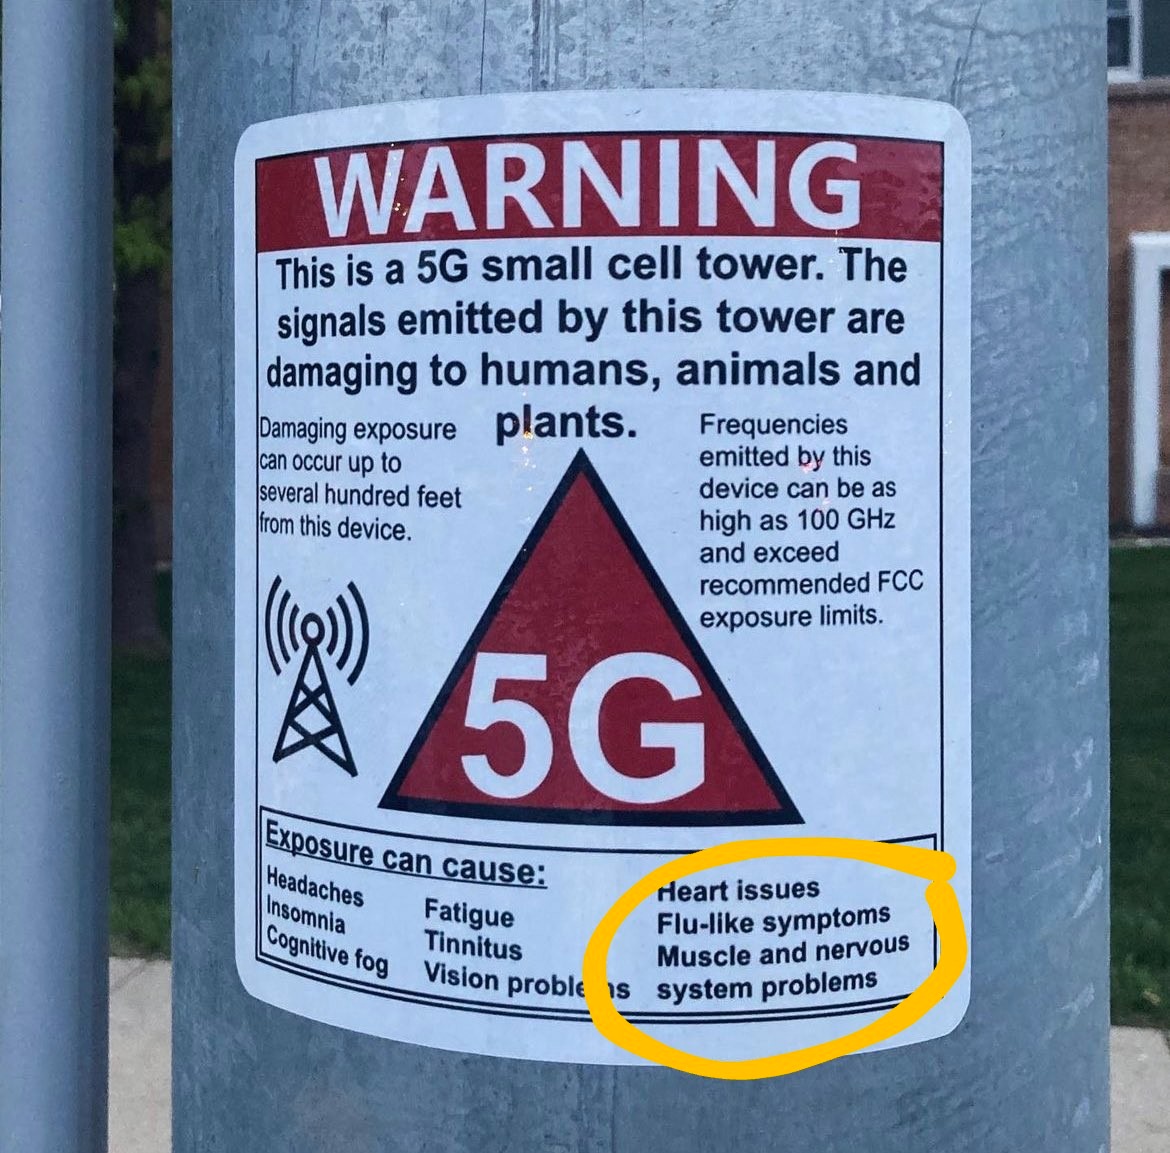 WARNING
This is a 5G small cell tower. The
signals emitted by this tower are
damaging to humans, animals and
plants.
Damaging exposure
can occur up to
several hundred feet
from this device.
Frequencies
emitted by this
device can be as
high as 100 GHz
and exceed
recommended FCC
exposure limits.
5G
Exposure can cause:
Headaches
Insomnia
Cognitive fog
Fatigue
Tinnitus
Vision problems
Heart issues
Flu-like symptoms
Muscle and nervous
system problems